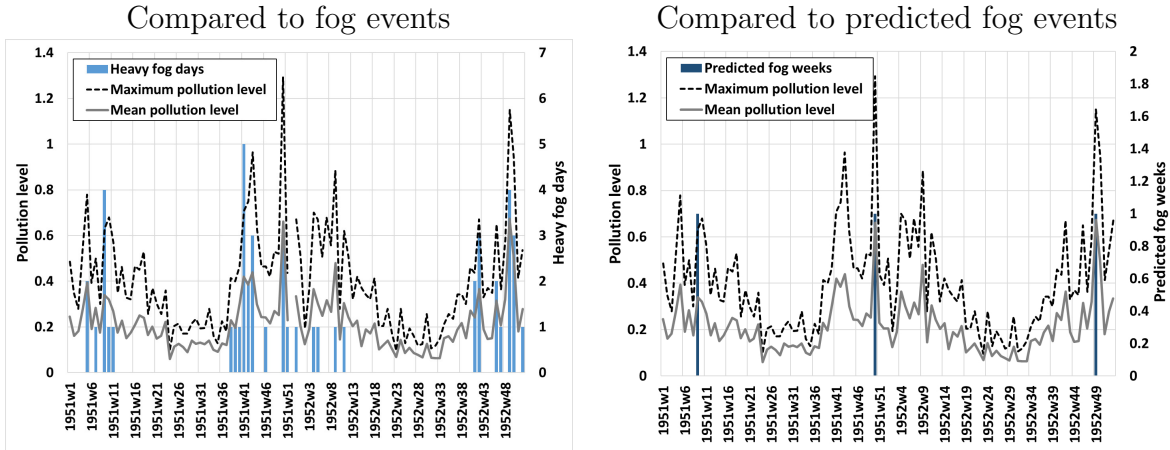 Compared to fog events
Compared to predicted fog events
Heavy fog days
Maximum pollution level
Mean pollution level
Pollution level
1.4
1.2
1
0.8
0.6
0.4
0.2
0
Heavy fog days
7
6
5
4
3
2
1
0
1951w1
1951w6
1951w11
1951w16
1951w21
1951w26
1951w31
1951w36
1951w41
1951w46
1951w51
1952w3
1952w8
1952w13
1952w18
1952w23
1952w28
1952w33
1952w38
1952w43
1952w48
Predicted fog weeks
Maximum pollution level
Mean pollution level
Pollution level
1.4
1.2
1
0.8
0.6
0.4
0.2
0
Predicted fog weeks
2
1.8
1.6
1.4
1.2
1
0.8
0.6
0.4
0.2
0
1951w1
1951w6
1951w11
1951w16
1951w21
1951w26
1951w31
1951w36
1951w41
1951w46
1951w51
1952w4
1952w9
1952w14
1952w19
1952w24
1952w29
1952w34
1952w39
1952w44
1952w49